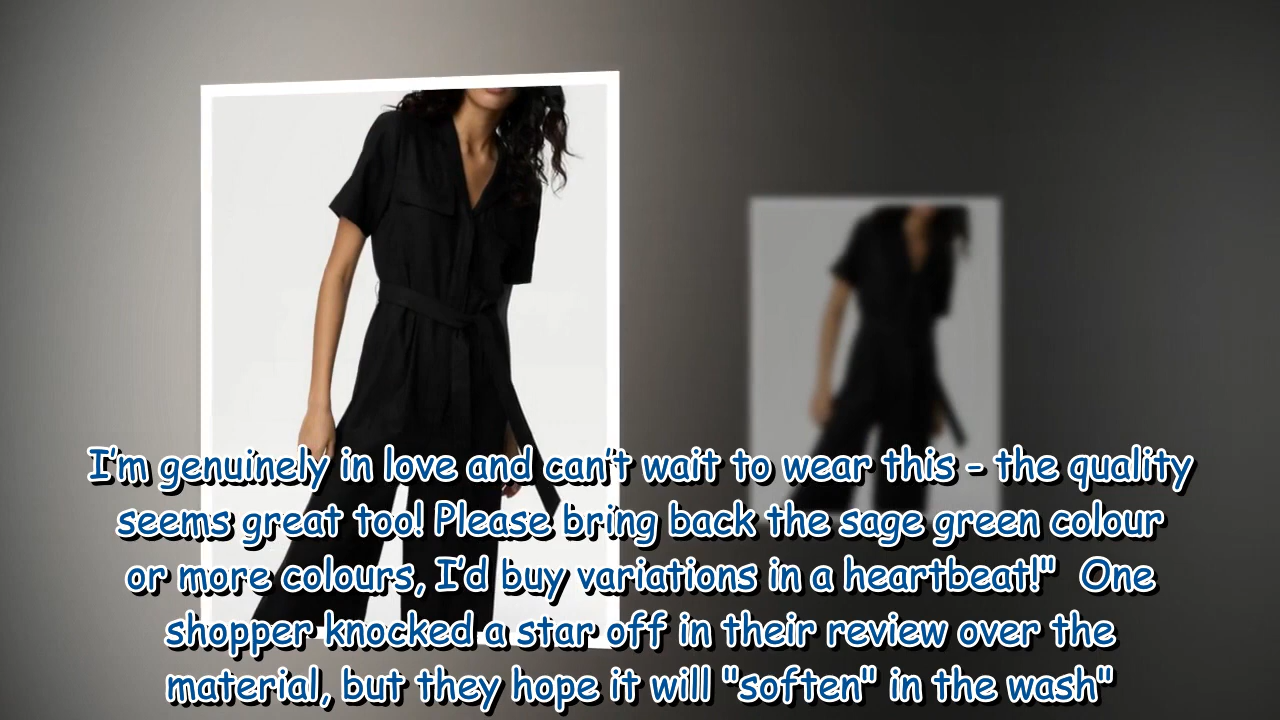 I'm genuinely in love and can't wait to wear this - the quality
seems great too! Please bring back the sage green colour
or more colours, I'd buy variations in a heartbeat!"  One
shopper knocked a star off in their review over the
material, but they hope it will "soften" in the wash"